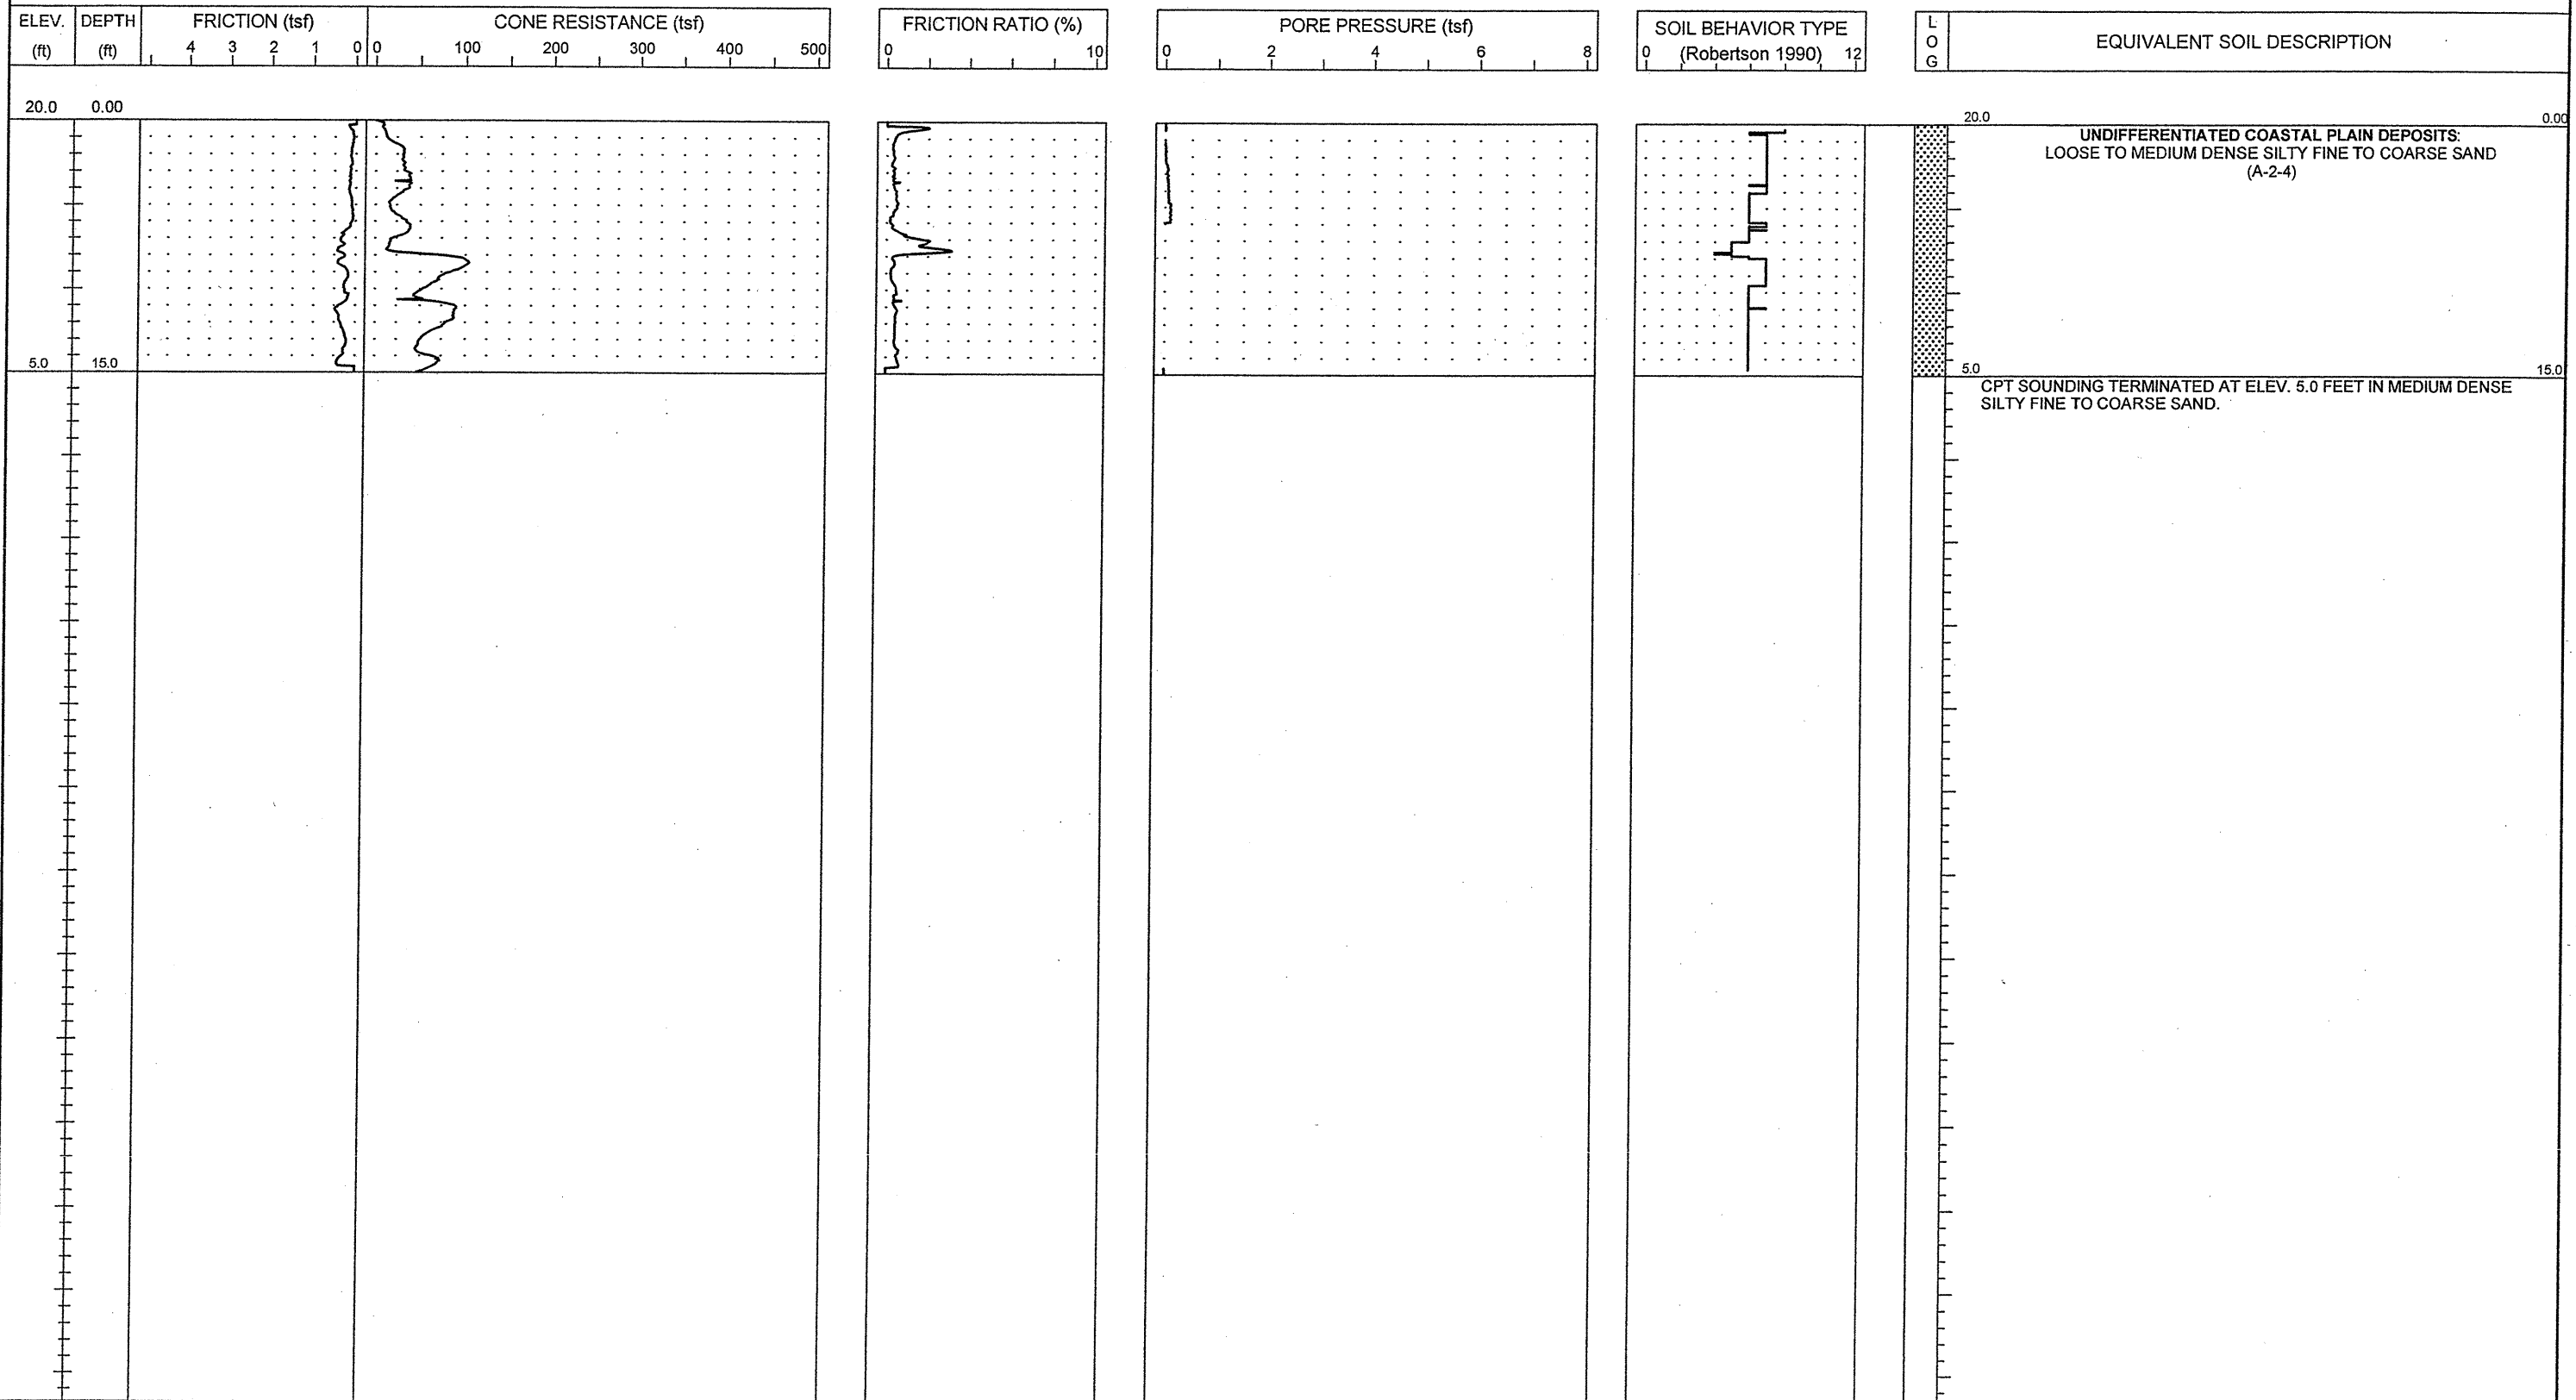 ELEV.
(ft)
DEPTH
(ft)
FRICTION (tsf)
4 3 2 1 0
CONE RESISTANCE (tsf)
0 100 200 300 400 500
FRICTION RATIO (%)
0 10
PORE PRESSURE (tsf)
0 2 4 6 8
SOIL BEHAVIOR TYPE
0 (Robertson 1990) 12
L
O
G
EQUIVALENT SOIL DESCRIPTION
20.0 0.00
20.0 0.00
UNDIFFERENTIATED COASTAL PLAIN DEPOSITS:
LOOSE TO MEDIUM DENSE SILTY FINE TO COARSE SAND
(A-2-4)
5.0 15.0
5.0 15.0
CPT SOUNDING TERMINATED AT ELEV. 5.0 FEET IN MEDIUM DENSE
SILTY FINE TO COARSE SAND.